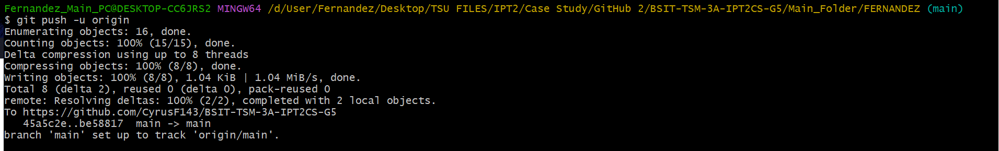 Fernandez_Main_PC@DESKTOP-CC6JRS2 MINGW64 /d/User/Fernandez/Desktop/TSU FILES/IPT2/Case Study/GitHub 2/BSIT-TSM-3A-IPT2CS-G5/Main_Folder/FERNANDEZ (main)
$ git push -u origin
Enumerating objects: 16, done.
Counting objects: 100% (15/15), done.
Delta compression using up to 8 threads
Compressing objects: 100% (8/8), done.
Writing objects: 100% (8/8), 1.04 KiB | 1.04 MiB/s, done.
Total 8 (delta 2), reused 0 (delta 0), pack-reused 0
remote: Resolving deltas: 100% (2/2), completed with 2 local objects.
To https://github.com/CyrusF143/BSIT-TSM-3A-IPT2CS-G5
   45a5c2e..be58817  main -> main
branch 'main' set up to track 'origin/main'.